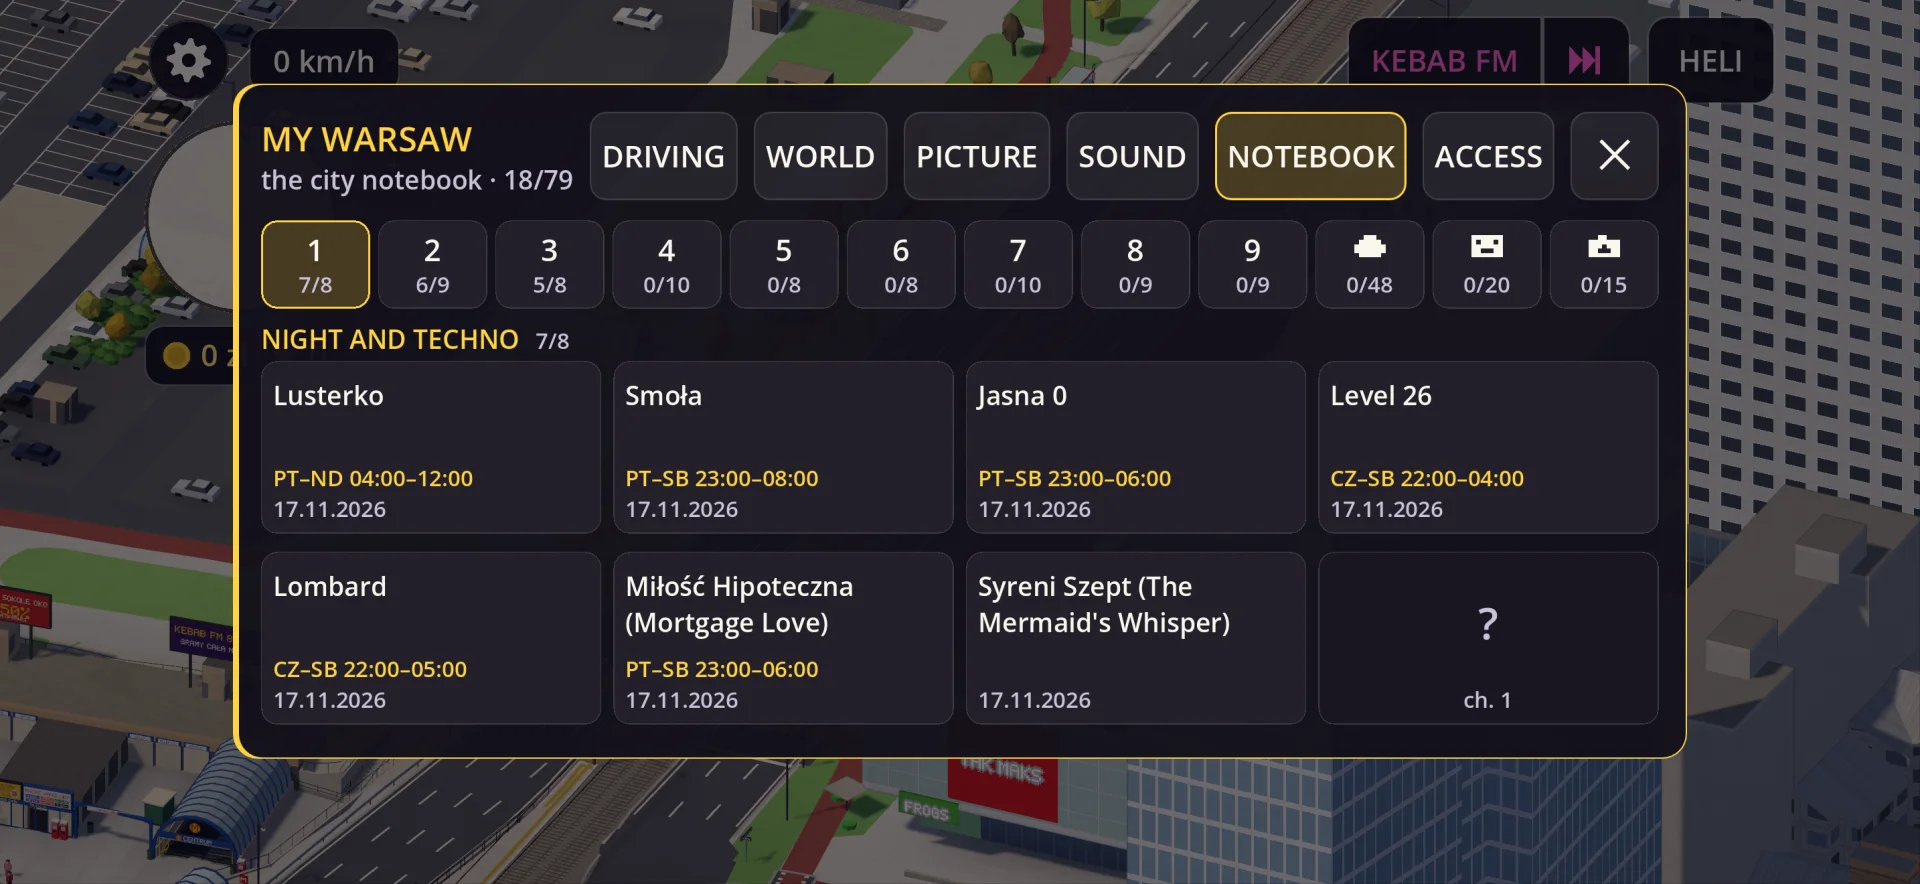 0 km/h
KEBAB FM
HELI
MY WARSAW
the city notebook · 18/79
DRIVING
WORLD
PICTURE
SOUND
NOTEBOOK
ACCESS
1
7/8
2
6/9
3
5/8
4
0/10
5
0/8
6
0/8
7
0/10
8
0/9
9
0/9
0/48
0/20
0/15
NIGHT AND TECHNO 7/8
0 z
Lusterko
PT–ND 04:00–12:00
17.11.2026
Smoła
PT–SB 23:00–08:00
17.11.2026
Jasna 0
PT–SB 23:00–06:00
17.11.2026
Level 26
CZ–SB 22:00–04:00
17.11.2026
Lombard
CZ–SB 22:00–05:00
17.11.2026
Miłość Hipoteczna
(Mortgage Love)
PT–SB 23:00–06:00
17.11.2026
Syreni Szept (The
Mermaid's Whisper)
17.11.2026
?
ch. 1
50%
KEBAB FM
FROGS
CENTRUM